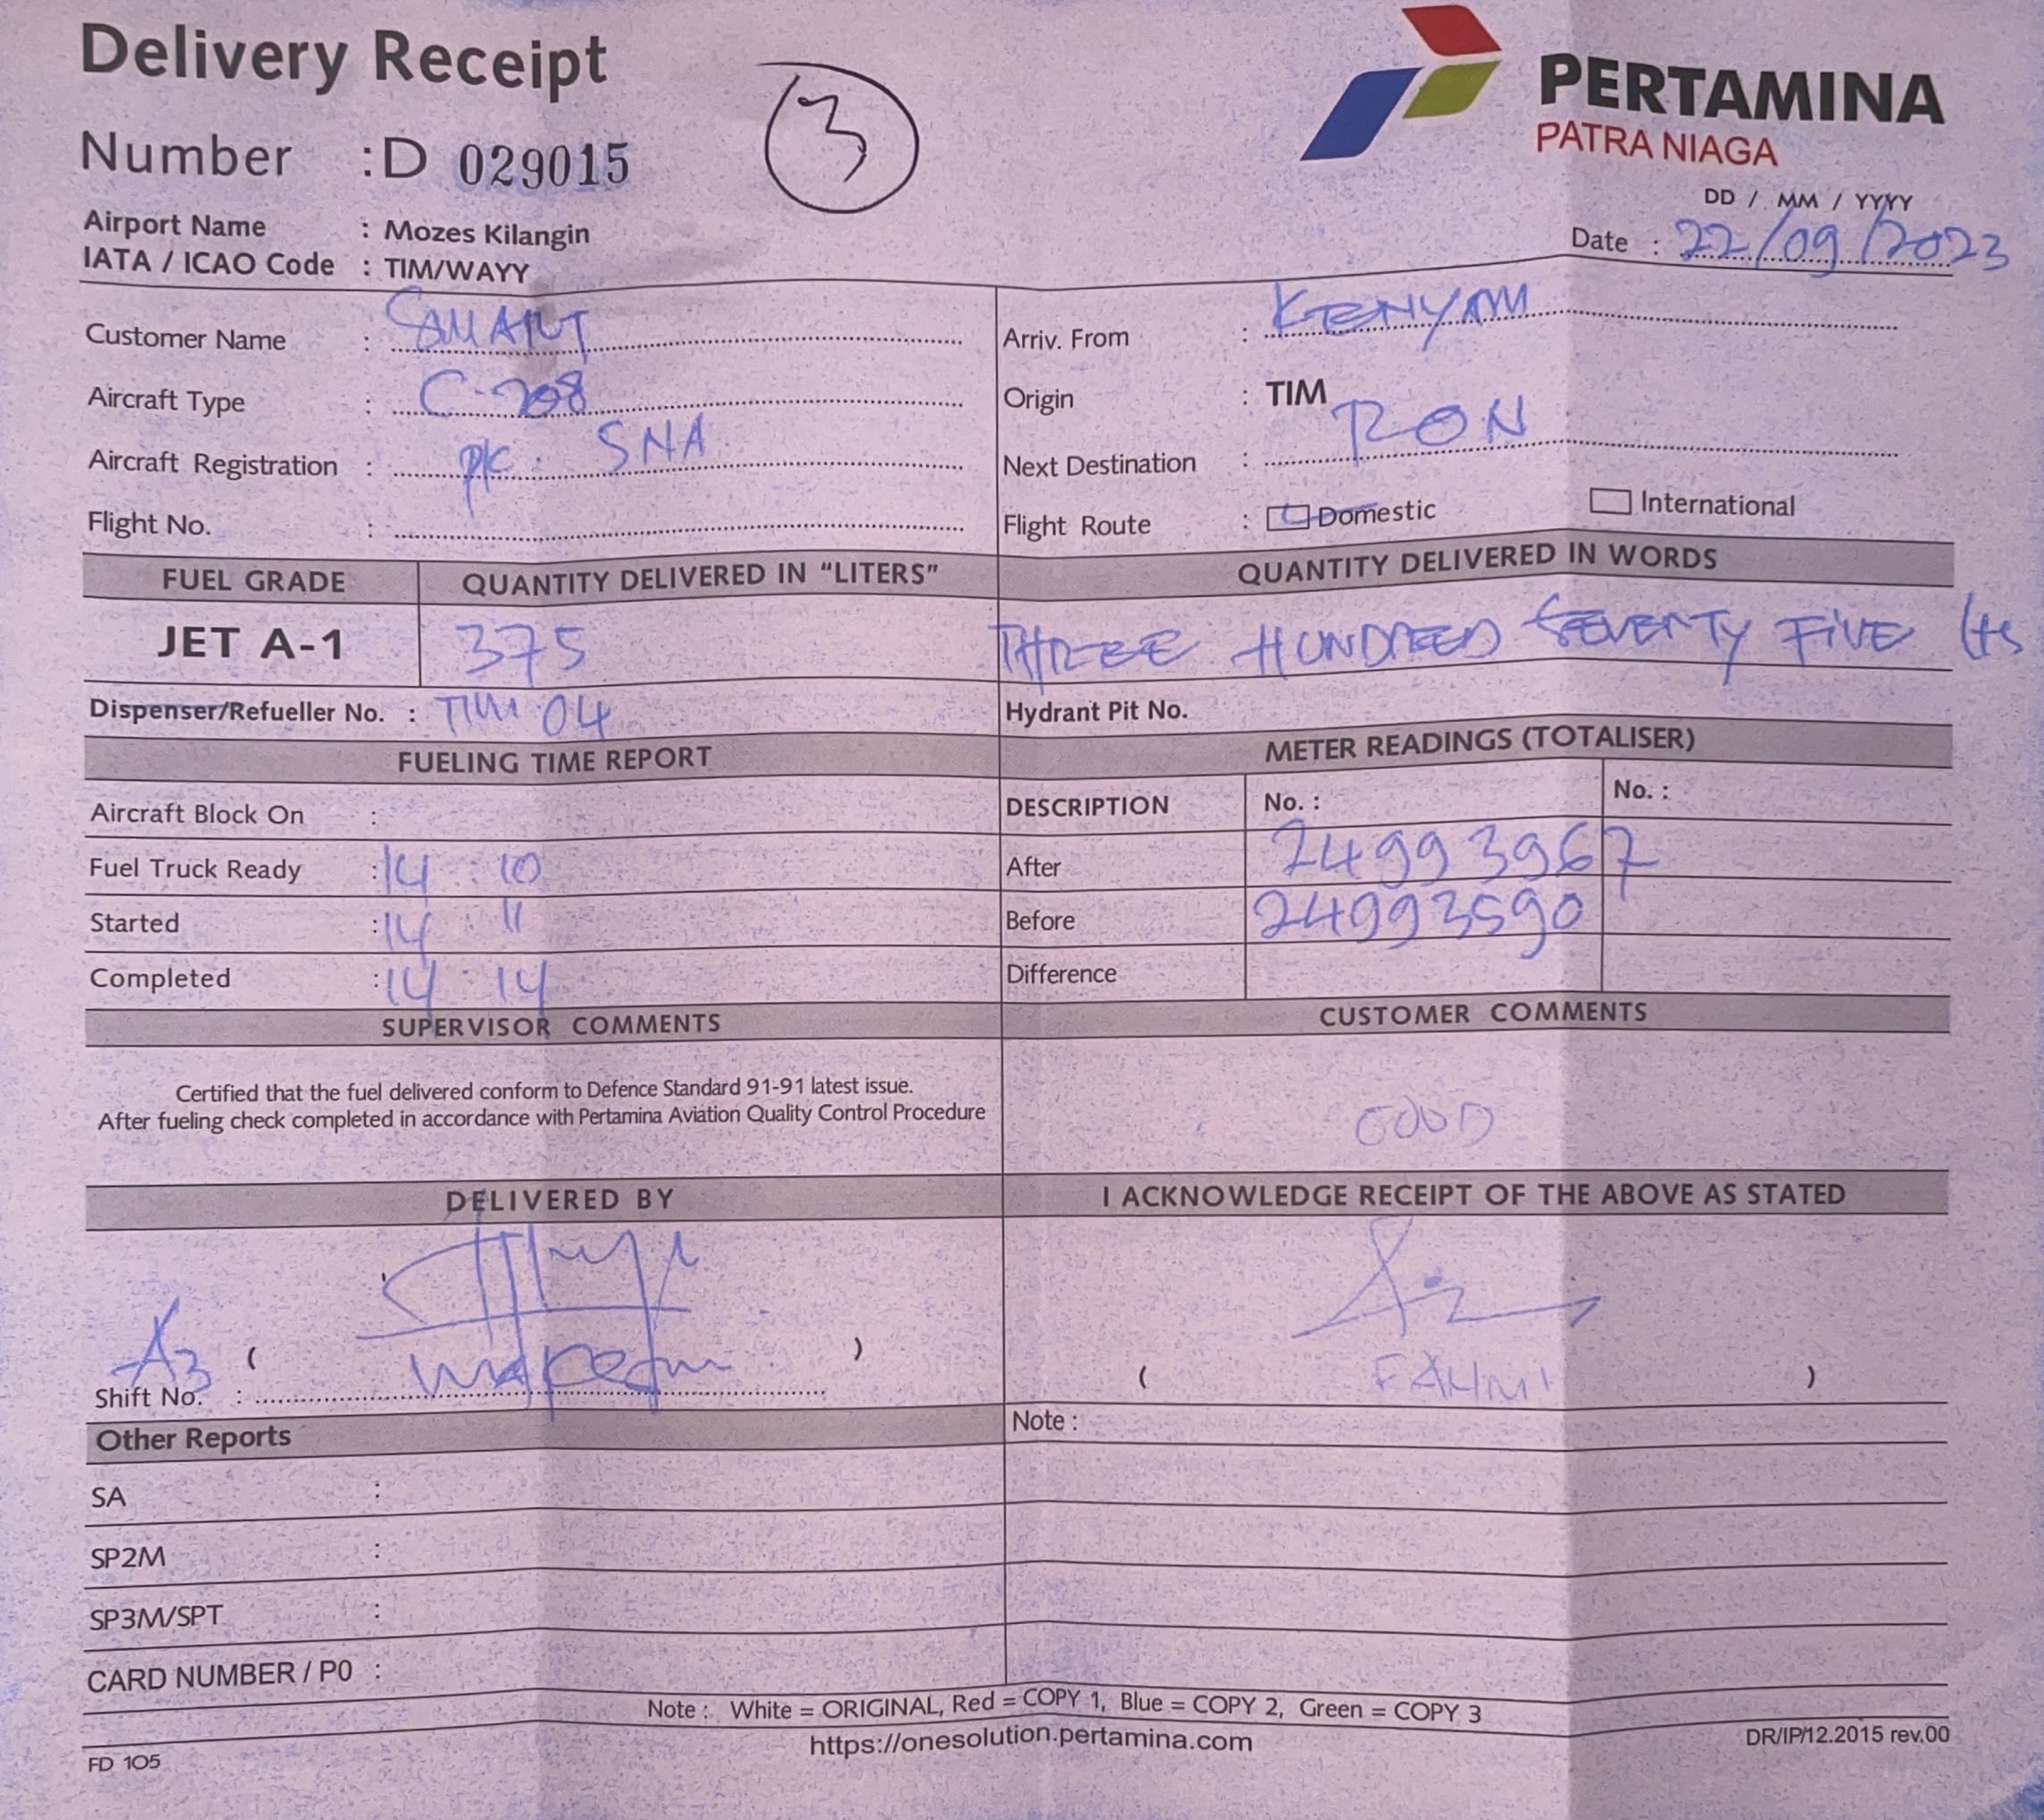 Delivery Receipt
3
PERTAMINA
PATRA NIAGA
Number : D 029015
DD / MM / YYYY
Airport Name : Mozes Kilangin
Date : 22/09/2023
IATA / ICAO Code : TIM/WAYY
Customer Name : SMART
Arriv. From : KENYAM
Aircraft Type : C-208
Origin : TIM
Aircraft Registration : PK. SNA
Next Destination : RON
Flight No. :
Flight Route : Domestic International
FUEL GRADE QUANTITY DELIVERED IN "LITERS" QUANTITY DELIVERED IN WORDS
JET A-1 375 THREE HUNDRED SEVENTY FIVE Lts
Dispenser/Refueller No. : TIM 04 Hydrant Pit No.
FUELING TIME REPORT METER READINGS (TOTALISER)
Aircraft Block On : DESCRIPTION No. : No. :
Fuel Truck Ready : 14 : 10 After 24993967
Started : 14 11 Before 24993590
Completed : 14 : 14 Difference
SUPERVISOR COMMENTS CUSTOMER COMMENTS
Certified that the fuel delivered conform to Defence Standard 91-91 latest issue.
After fueling check completed in accordance with Pertamina Aviation Quality Control Procedure
GOOD
DELIVERED BY I ACKNOWLEDGE RECEIPT OF THE ABOVE AS STATED
A3 ( )
( FAHMI )
Shift No. :
Other Reports Note :
SA :
SP2M :
SP3M/SPT :
CARD NUMBER / P0 :
Note : White = ORIGINAL, Red = COPY 1, Blue = COPY 2, Green = COPY 3
https://onesolution.pertamina.com
FD 105 DR/IP/12.2015 rev.00